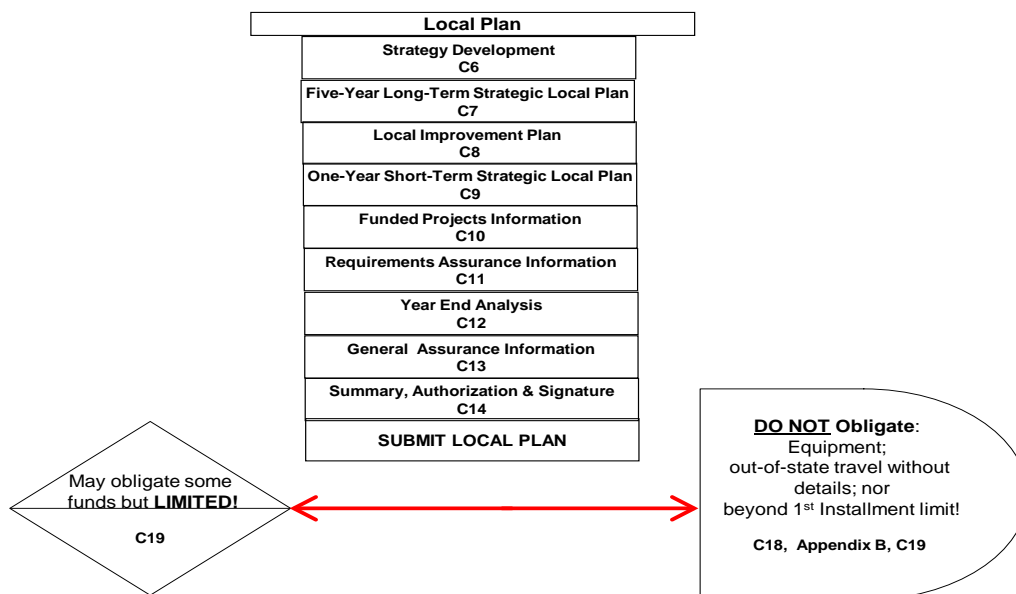 Local Plan
Strategy Development
C6
Five-Year Long-Term Strategic Local Plan
C7
Local Improvement Plan
C8
One-Year Short-Term Strategic Local Plan
C9
Funded Projects Information
C10
Requirements Assurance Information
C11
Year End Analysis
C12
General  Assurance Information
C13
Summary, Authorization & Signature
C14
SUBMIT LOCAL PLAN
May obligate some
funds but LIMITED!
C19
DO NOT Obligate:
Equipment;
out-of-state travel without
details; nor
beyond 1st Installment limit!
C18,  Appendix B, C19